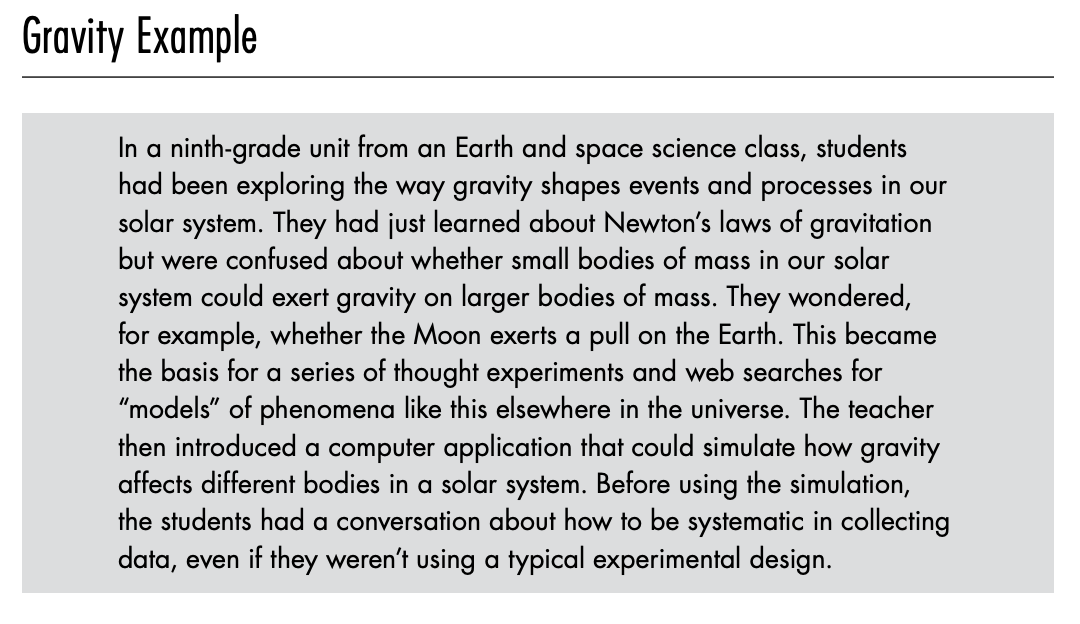 Gravity Example
In a ninth-grade unit from an Earth and space science class, students
had been exploring the way gravity shapes events and processes in our
solar system. They had just learned about Newton’s laws of gravitation
but were confused about whether small bodies of mass in our solar
system could exert gravity on larger bodies of mass. They wondered,
for example, whether the Moon exerts a pull on the Earth. This became
the basis for a series of thought experiments and web searches for
“models” of phenomena like this elsewhere in the universe. The teacher
then introduced a computer application that could simulate how gravity
affects different bodies in a solar system. Before using the simulation,
the students had a conversation about how to be systematic in collecting
data, even if they weren’t using a typical experimental design.